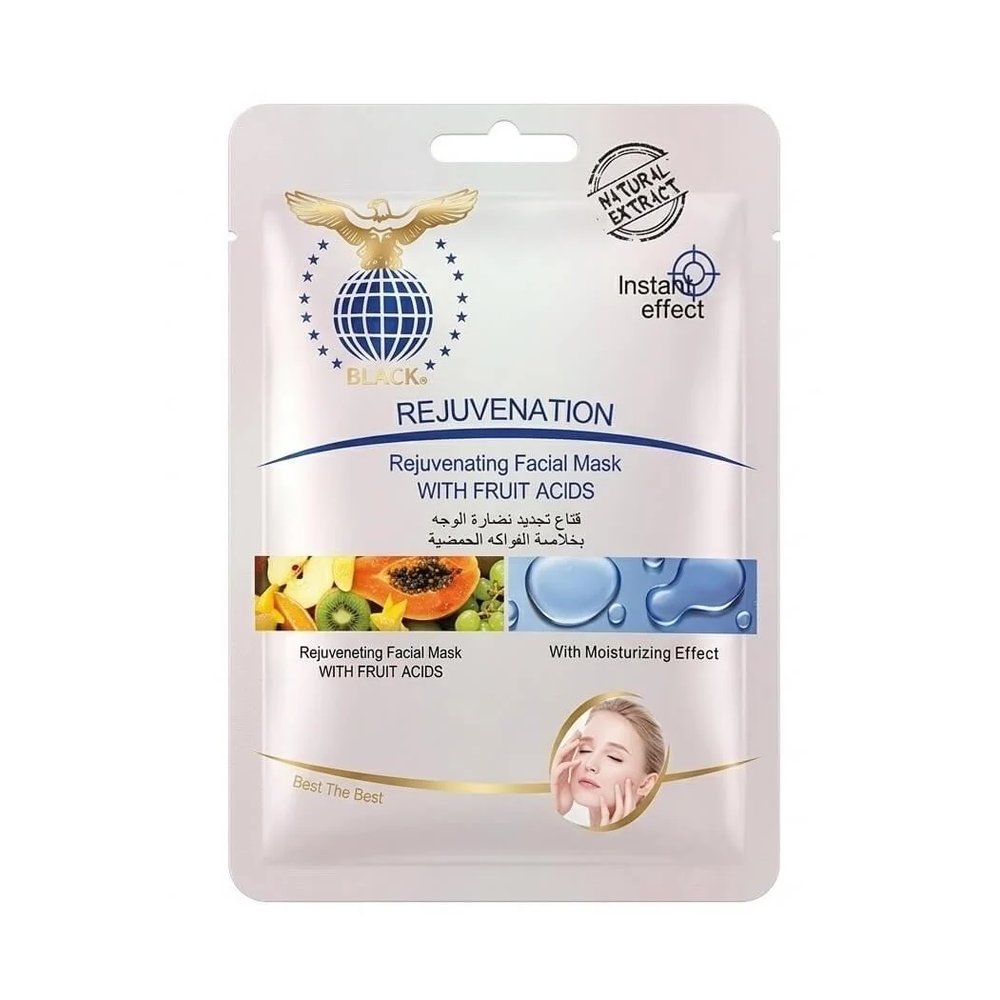 NATURAL
EXTRACT
Instant
effect
BLACK®
REJUVENATION
Rejuvenating Facial Mask
WITH FRUIT ACIDS
قتاع تجديد نضارة الوجه
بخلاصة الفواكه الحمضية
Rejuveneting Facial Mask
WITH FRUIT ACIDS
With Moisturizing Effect
Best The Best